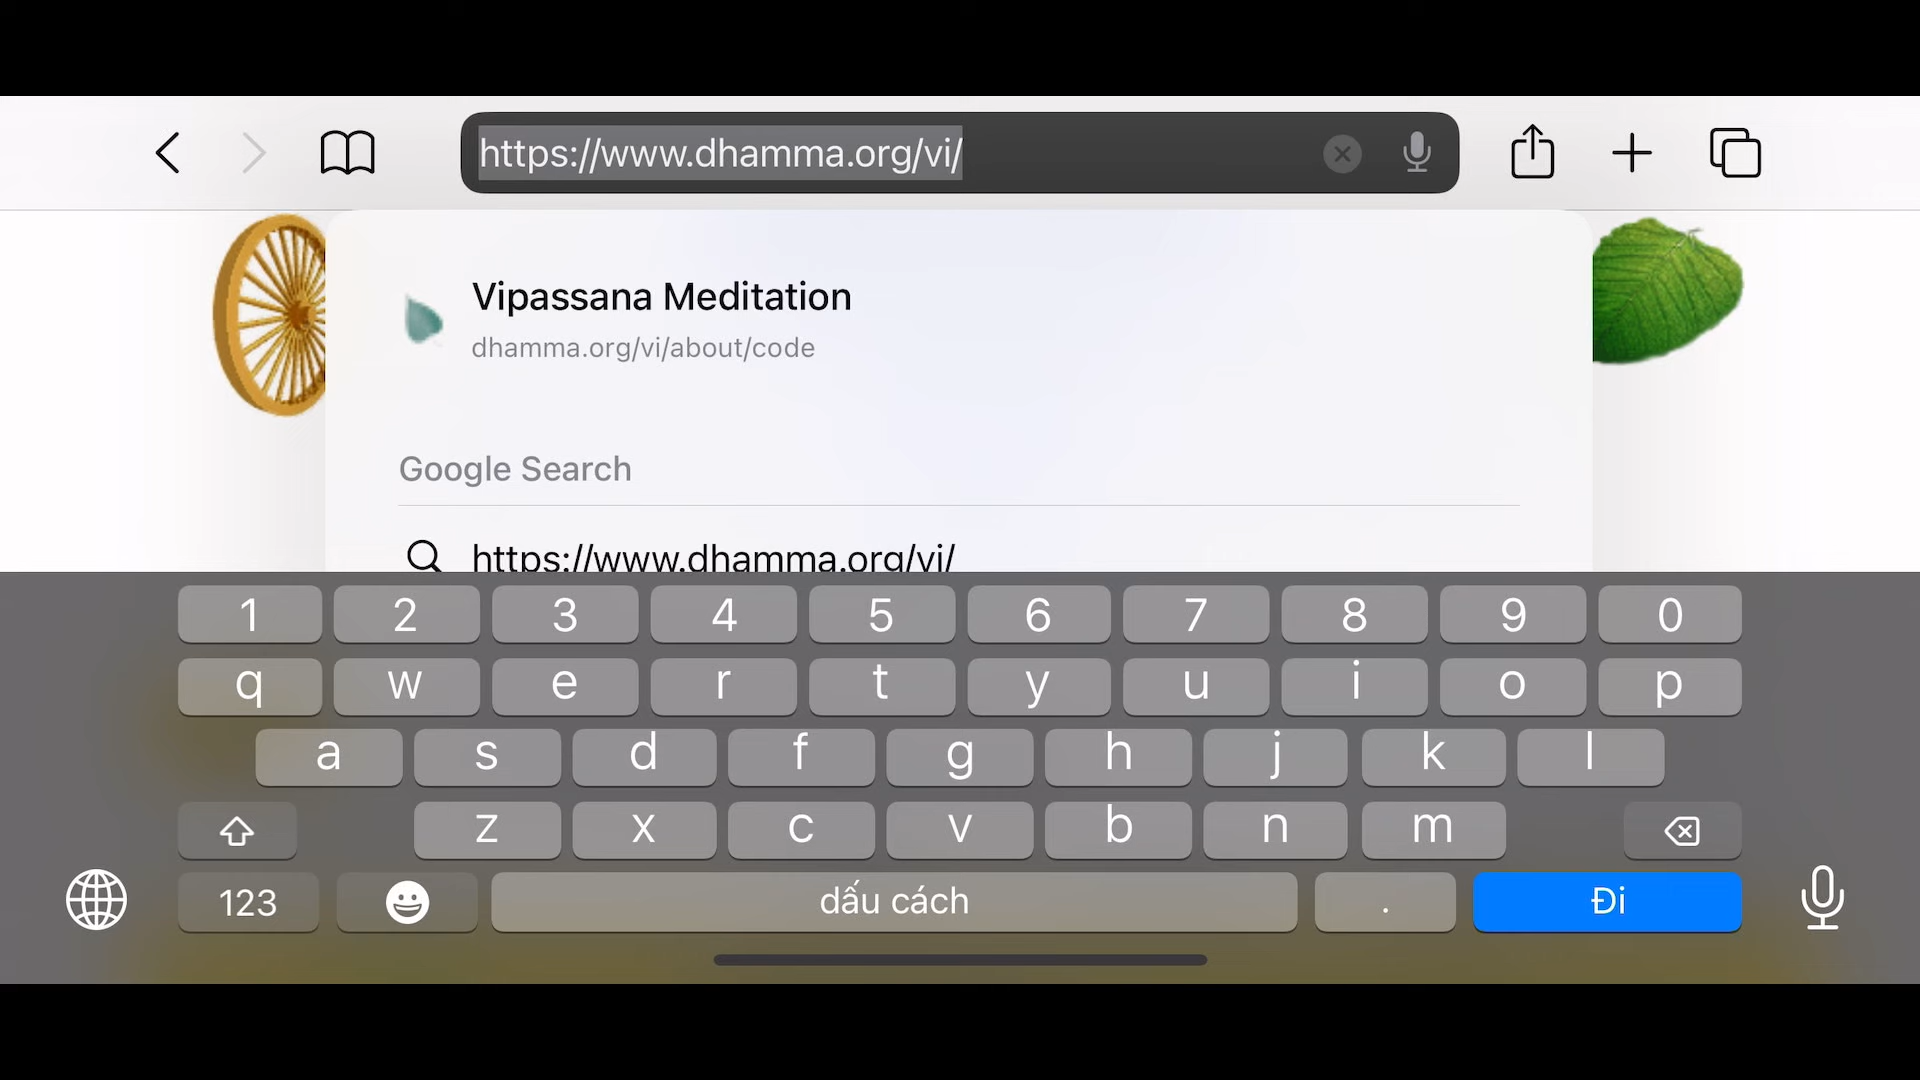 https://www.dhamma.org/vi/
Vipassana Meditation
dhamma.org/vi/about/code
Google Search
https://www.dhamma.org/vi/
1 2 3 4 5 6 7 8 9 0
q w e r t y u i o p
a s d f g h j k l
z x c v b n m
123 dấu cách . Đi